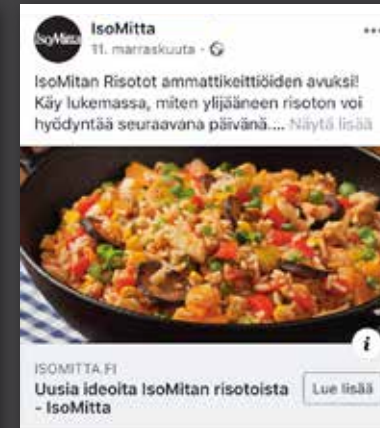 IsoMitta
IsoMitta
11. marraskuuta ·
IsoMitan Risotot ammattikeittiöiden avuksi!
Käy lukemassa, miten ylijääneen risoton voi
hyödyntää seuraavana päivänä.... Näytä lisää
i
ISOMITTA.FI
Uusia ideoita IsoMitan risotoista
- IsoMitta
Lue lisää